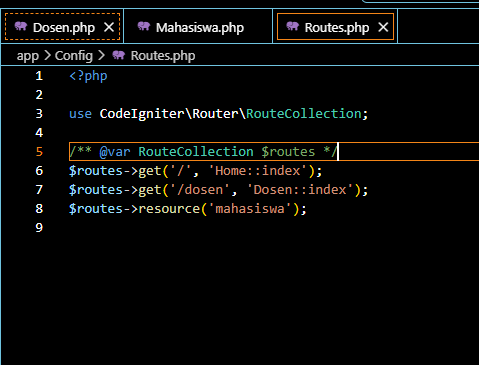 Dosen.php Mahasiswa.php Routes.php
app > Config > Routes.php
1 <?php
2
3 use CodeIgniter\Router\RouteCollection;
4
5 /** @var RouteCollection $routes */
6 $routes->get('/', 'Home::index');
7 $routes->get('/dosen', 'Dosen::index');
8 $routes->resource('mahasiswa');
9